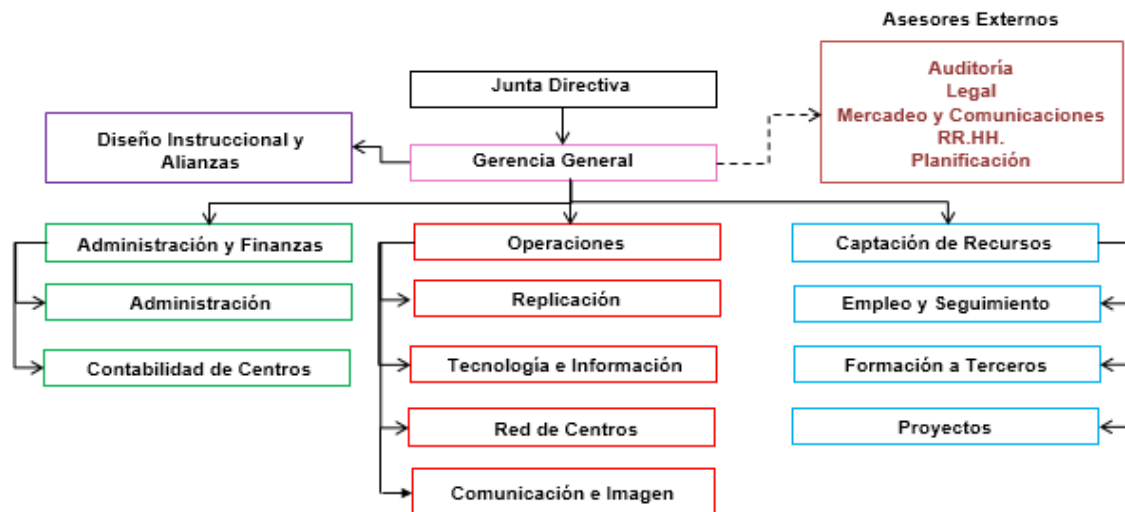 Asesores Externos
Auditoría
Legal
Mercadeo y Comunicaciones
RR.HH.
Planificación
Junta Directiva
Diseño Instruccional y
Alianzas
Gerencia General
Administración y Finanzas
Operaciones
Captación de Recursos
Administración
Replicación
Empleo y Seguimiento
Contabilidad de Centros
Tecnología e Información
Formación a Terceros
Red de Centros
Proyectos
Comunicación e Imagen